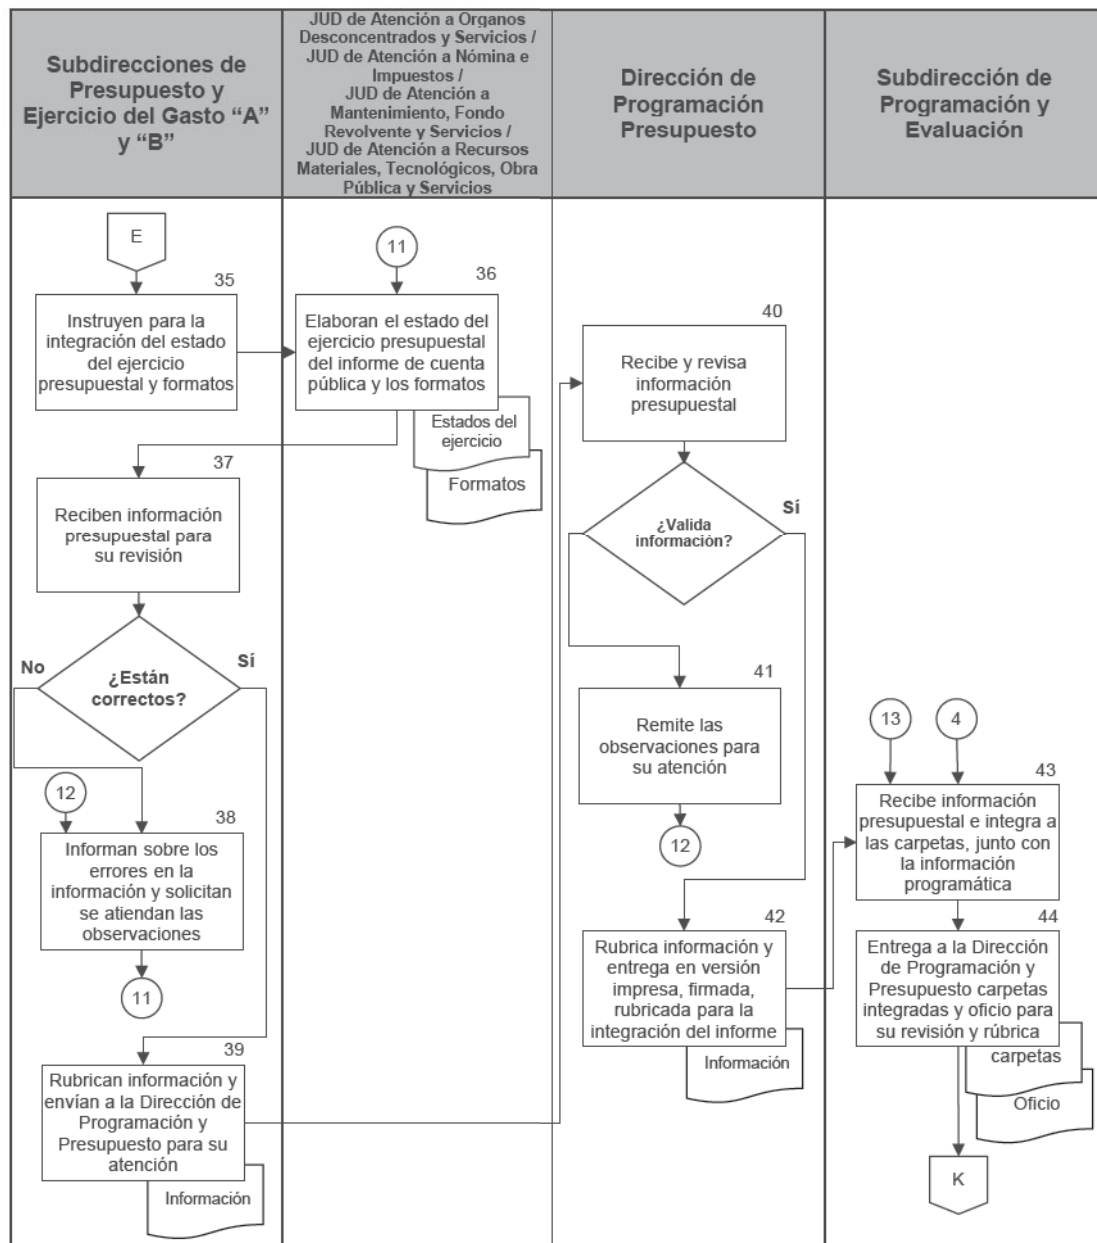 Subdirecciones de
Presupuesto y
Ejercicio del Gasto “A”
y “B”
JUD de Atención a Organos
Desconcentrados y Servicios /
JUD de Atención a Nómina e
Impuestos /
JUD de Atención a
Mantenimiento, Fondo
Revolvente y Servicios /
JUD de Atención a Recursos
Materiales, Tecnológicos, Obra
Pública y Servicios
Dirección de
Programación
Presupuesto
Subdirección de
Programación y
Evaluación
E
35
Instruyen para la
integración del estado
del ejercicio
presupuestal y formatos
11
36
Elaboran el estado del
ejercicio presupuestal
del informe de cuenta
pública y los formatos
Estados del
ejercicio
Formatos
37
Reciben información
presupuestal para
su revisión
¿Están
correctos?
No
Sí
12
38
Informan sobre los
errores en la
información y solicitan
se atiendan las
observaciones
11
39
Rubrican información y
envían a la Dirección de
Programación y
Presupuesto para su
atención
Información
40
Recibe y revisa
información
presupuestal
¿Valida
información?
Sí
41
Remite las
observaciones para
su atención
12
42
Rubrica información y
entrega en versión
impresa, firmada,
rubricada para la
integración del informe
Información
13
4
43
Recibe información
presupuestal e integra a
las carpetas, junto con
la información
programática
44
Entrega a la Dirección
de Programación y
Presupuesto carpetas
integradas y oficio para
su revisión y rúbrica
carpetas
Oficio
K